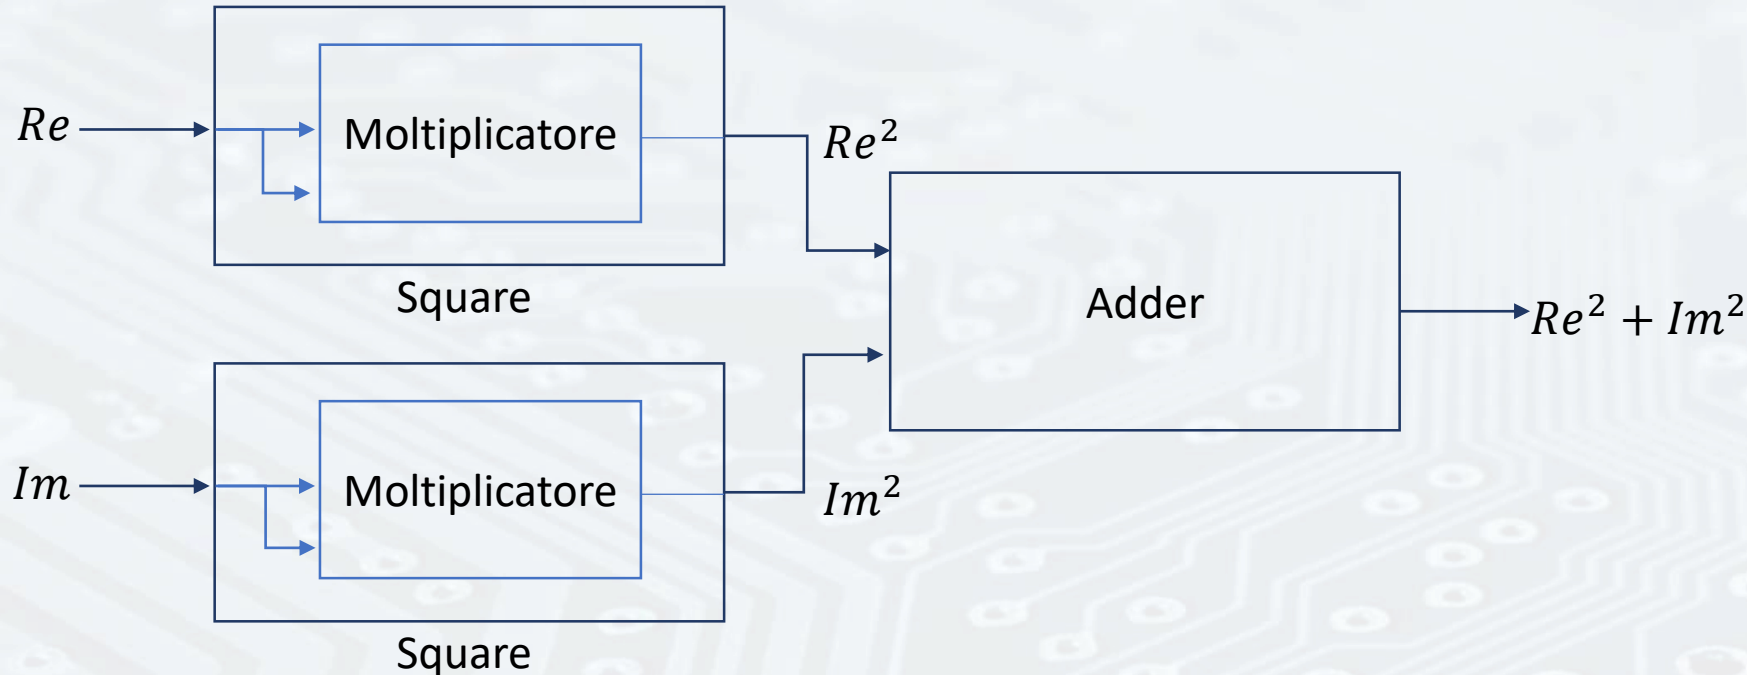 Re
Moltiplicatore
Re²
Square
Adder
Re² + Im²
Im
Moltiplicatore
Im²
Square